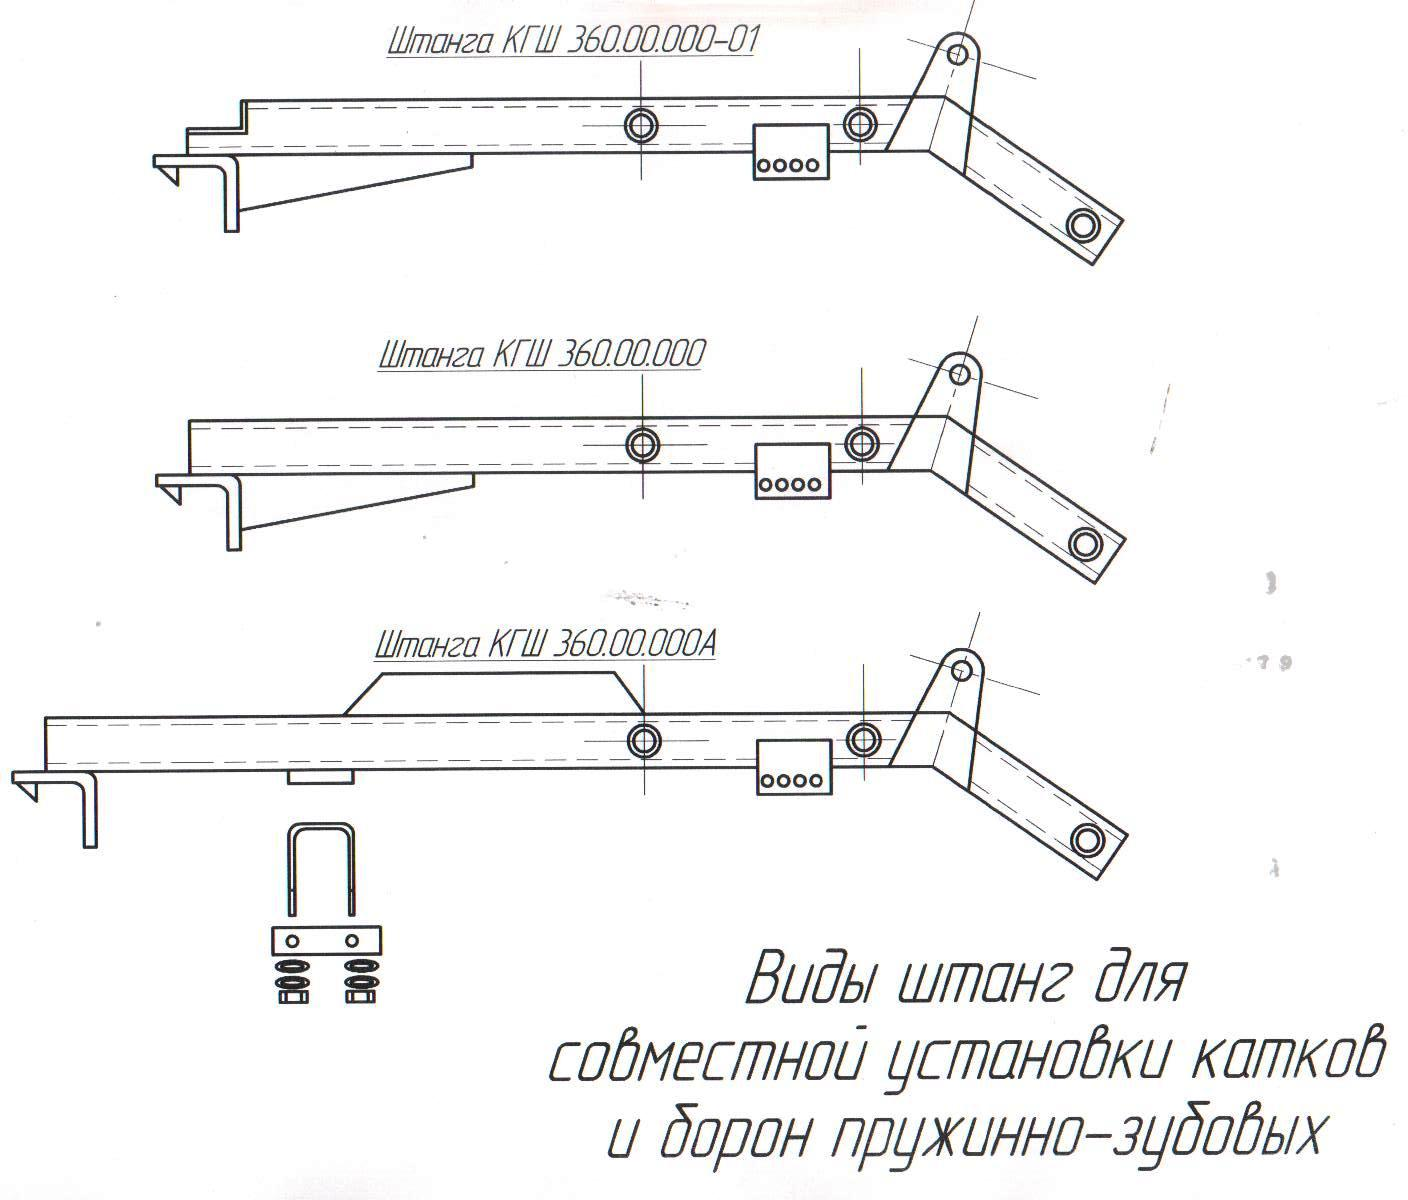 Штанга КГШ 360.00.000-01
Штанга КГШ 360.00.000
Штанга КГШ 360.00.000А
Виды штанг для
совместной установки катков
и борон пружинно-зубовых